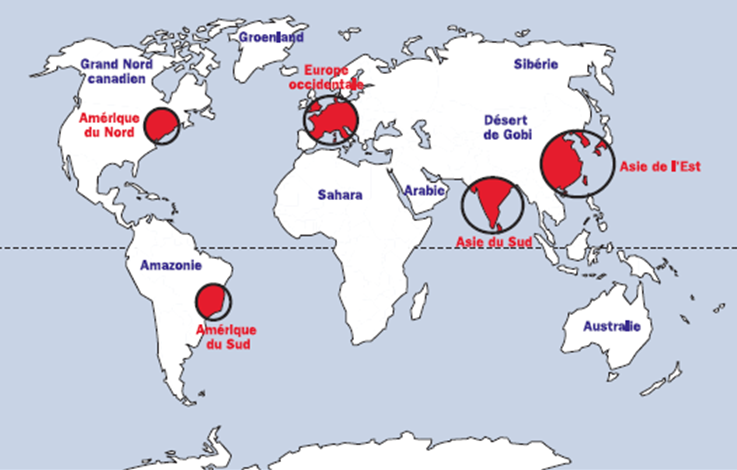 Groenland
Grand Nord
canadien
Europe
occidentale
Sibérie
Amérique
du Nord
Désert
de Gobi
Asie de l'Est
Sahara
Arabie
Asie du Sud
Amazonie
Amérique
du Sud
Australie